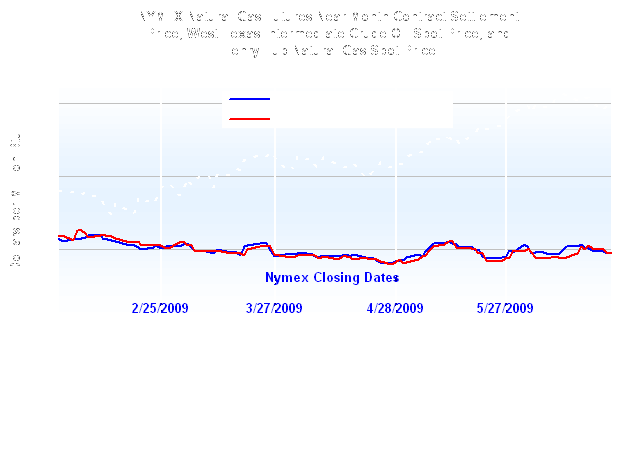 NYMEX Natural Gas Futures Near Month Contract Settlement
Price, West Texas Intermediate Crude Oil Spot Price, and
Henry Hub Natural Gas Spot Price
Nymex Closing Dates
2/25/2009 3/27/2009 4/28/2009 5/27/2009